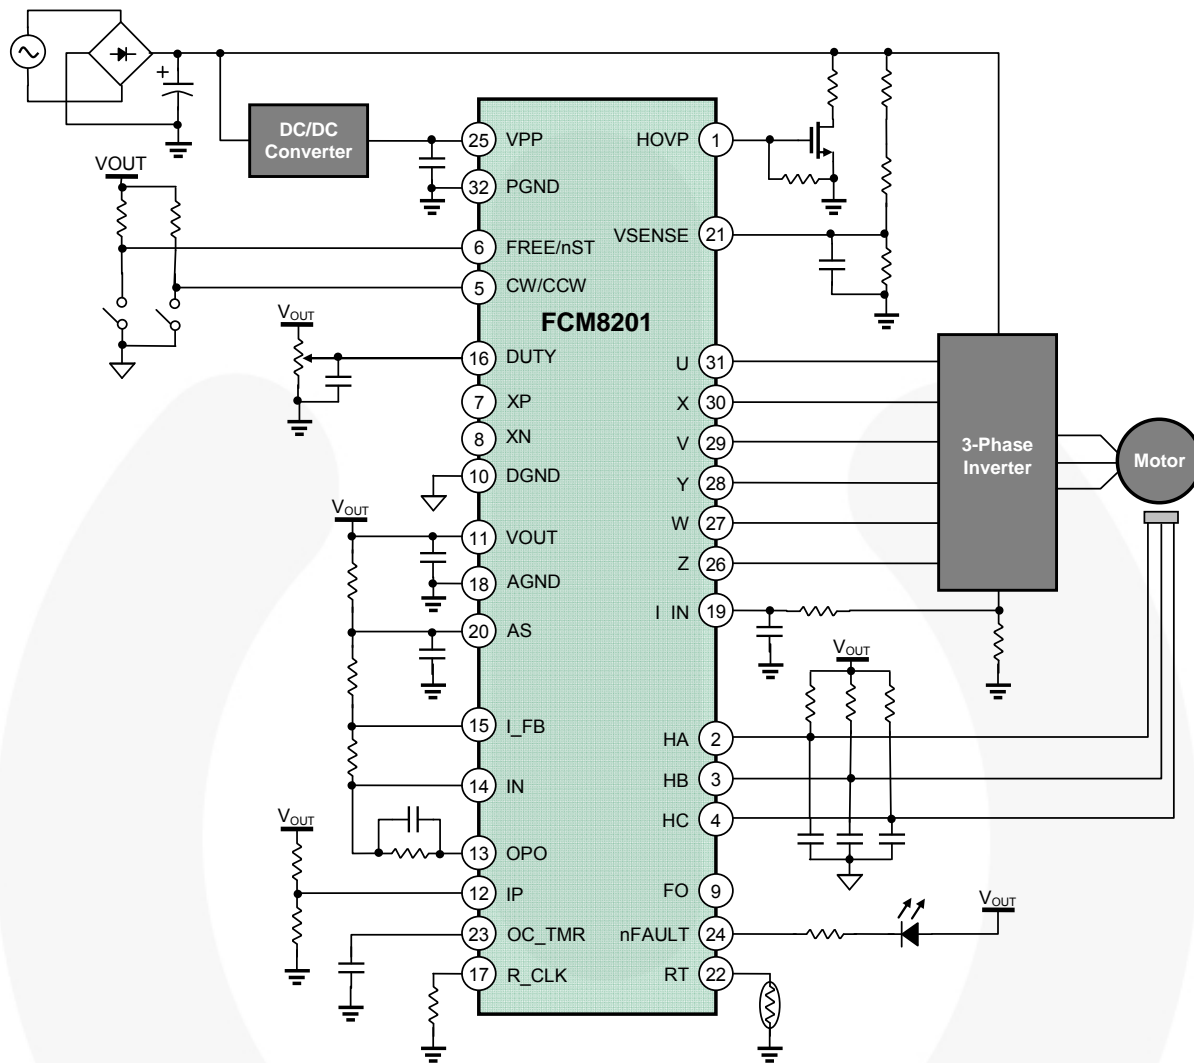 +
DC/DC
Converter
VOUT
25 VPP
32 PGND
6 FREE/nST
5 CW/CCW
VOUT
16 DUTY
7 XP
8 XN
10 DGND
VOUT
11 VOUT
18 AGND
20 AS
15 I_FB
14 IN
VOUT
13 OPO
12 IP
23 OC_TMR
17 R_CLK
FCM8201
HOVP 1
VSENSE 21
U 31
X 30
V 29
Y 28
W 27
Z 26
I IN 19
3-Phase
Inverter
Motor
VOUT
HA 2
HB 3
HC 4
FO 9
nFAULT 24
VOUT
RT 22